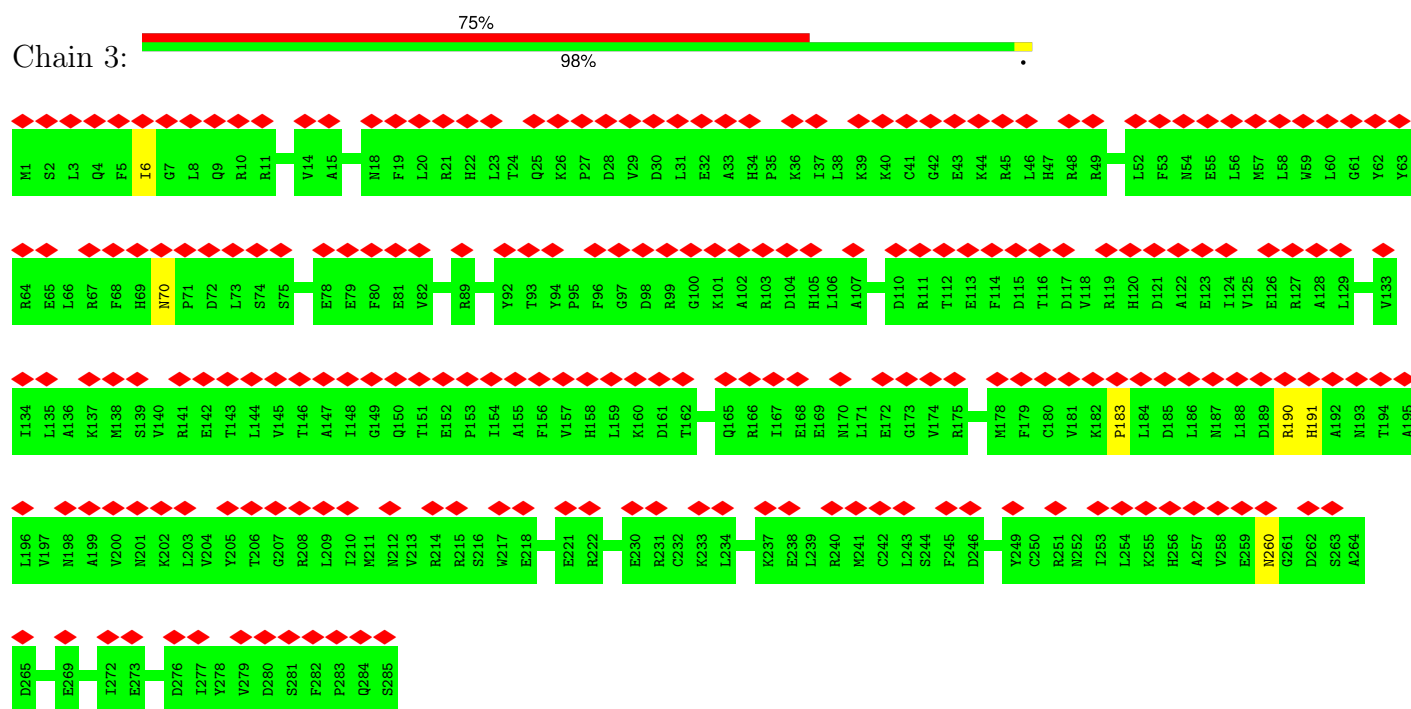 75%
Chain 3:
98%
•
M1 S2 L3 Q4 F5 I6 G7 L8 Q9 R10 R11 V14 A15 N18 F19 L20 R21 H22 L23 T24 Q25 K26 P27 D28 V29 D30 L31 E32 A33 H34 P35 K36 I37 L38 K39 K40 C41 G42 E43 K44 R45 L46 H47 R48 R49 L52 F53 N54 E55 L56 M57 L58 W59 L60 G61 Y62 Y63
R64 E65 L66 R67 F68 H69 N70 P71 D72 L73 S74 S75 E78 E79 F80 E81 V82 R89 Y92 T93 Y94 P95 F96 G97 D98 R99 G100 K101 A102 R103 D104 H105 L106 A107 D110 R111 T112 E113 F114 D115 T116 D117 V118 R119 H120 D121 A122 E123 I124 V125 E126 R127 A128 L129 V133
I134 L135 A136 K137 M138 S139 V140 R141 E142 T143 L144 V145 T146 A147 I148 G149 Q150 T151 E152 P153 I154 A155 F156 V157 H158 L159 K160 D161 T162 Q165 R166 I167 E168 E169 N170 L171 E172 G173 V174 R175 M178 F179 C180 V181 K182 P183 L184 D185 L186 N187 L188 D189 R190 H191 A192 N193 T194 A195
L196 V197 N198 A199 V200 N201 K202 L203 V204 Y205 T206 G207 R208 L209 I210 M211 N212 V213 R214 R215 S216 W217 E218 E221 R222 E230 R231 C232 K233 L234 K237 E238 L239 R240 M241 C242 L243 S244 F245 D246 Y249 C250 R251 N252 I253 L254 K255 H256 A257 V258 E259 N260 G261 D262 S263 A264
D265 E269 I272 E273 D276 I277 Y278 V279 D280 S281 F282 P283 Q284 S285